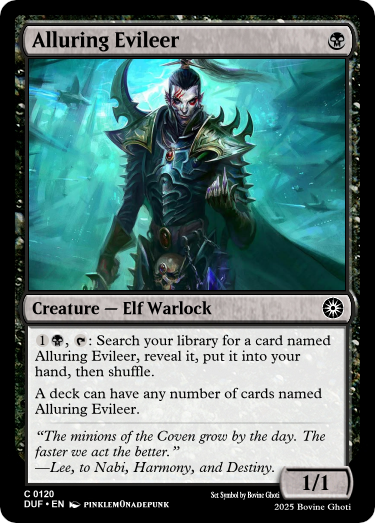 Alluring Evileer
Creature — Elf Warlock
1, : Search your library for a card named
Alluring Evileer, reveal it, put it into your
hand, then shuffle.
A deck can have any number of cards named
Alluring Evileer.
“The minions of the Coven grow by the day. The
faster we act the better.”
—Lee, to Nabi, Harmony, and Destiny.
1/1
C 0120
DUF • EN PINKLEM0NADEPUNK
Set Symbol by Bovine Ghoti
2025 Bovine Ghoti